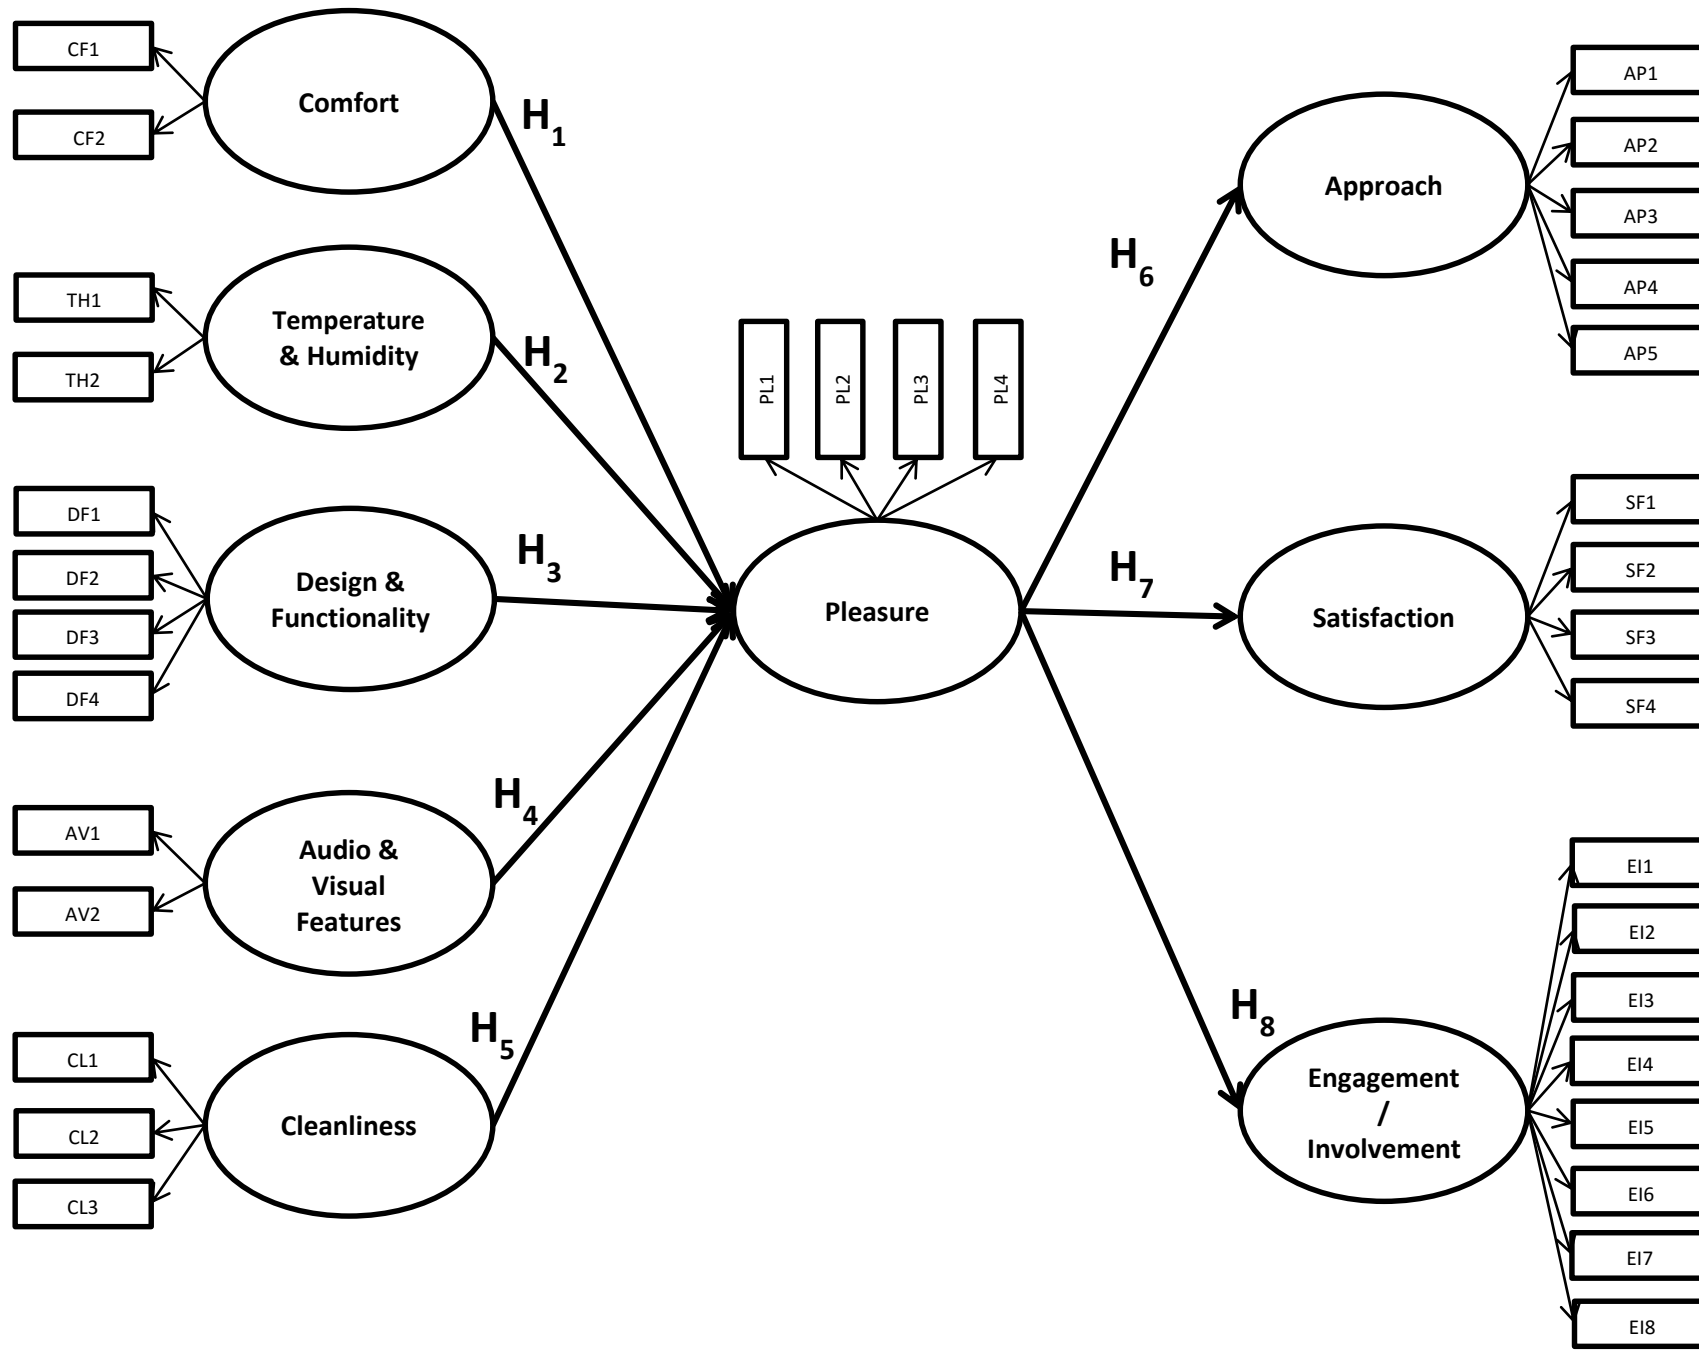 CF1
CF2
Comfort
H1
TH1
TH2
Temperature
& Humidity
H2
DF1
DF2
DF3
DF4
Design &
Functionality
H3
AV1
AV2
Audio &
Visual
Features
H4
CL1
CL2
CL3
Cleanliness
H5
PL1
PL2
PL3
PL4
Pleasure
H6
Approach
AP1
AP2
AP3
AP4
AP5
H7
Satisfaction
SF1
SF2
SF3
SF4
H8
Engagement
/
Involvement
EI1
EI2
EI3
EI4
EI5
EI6
EI7
EI8